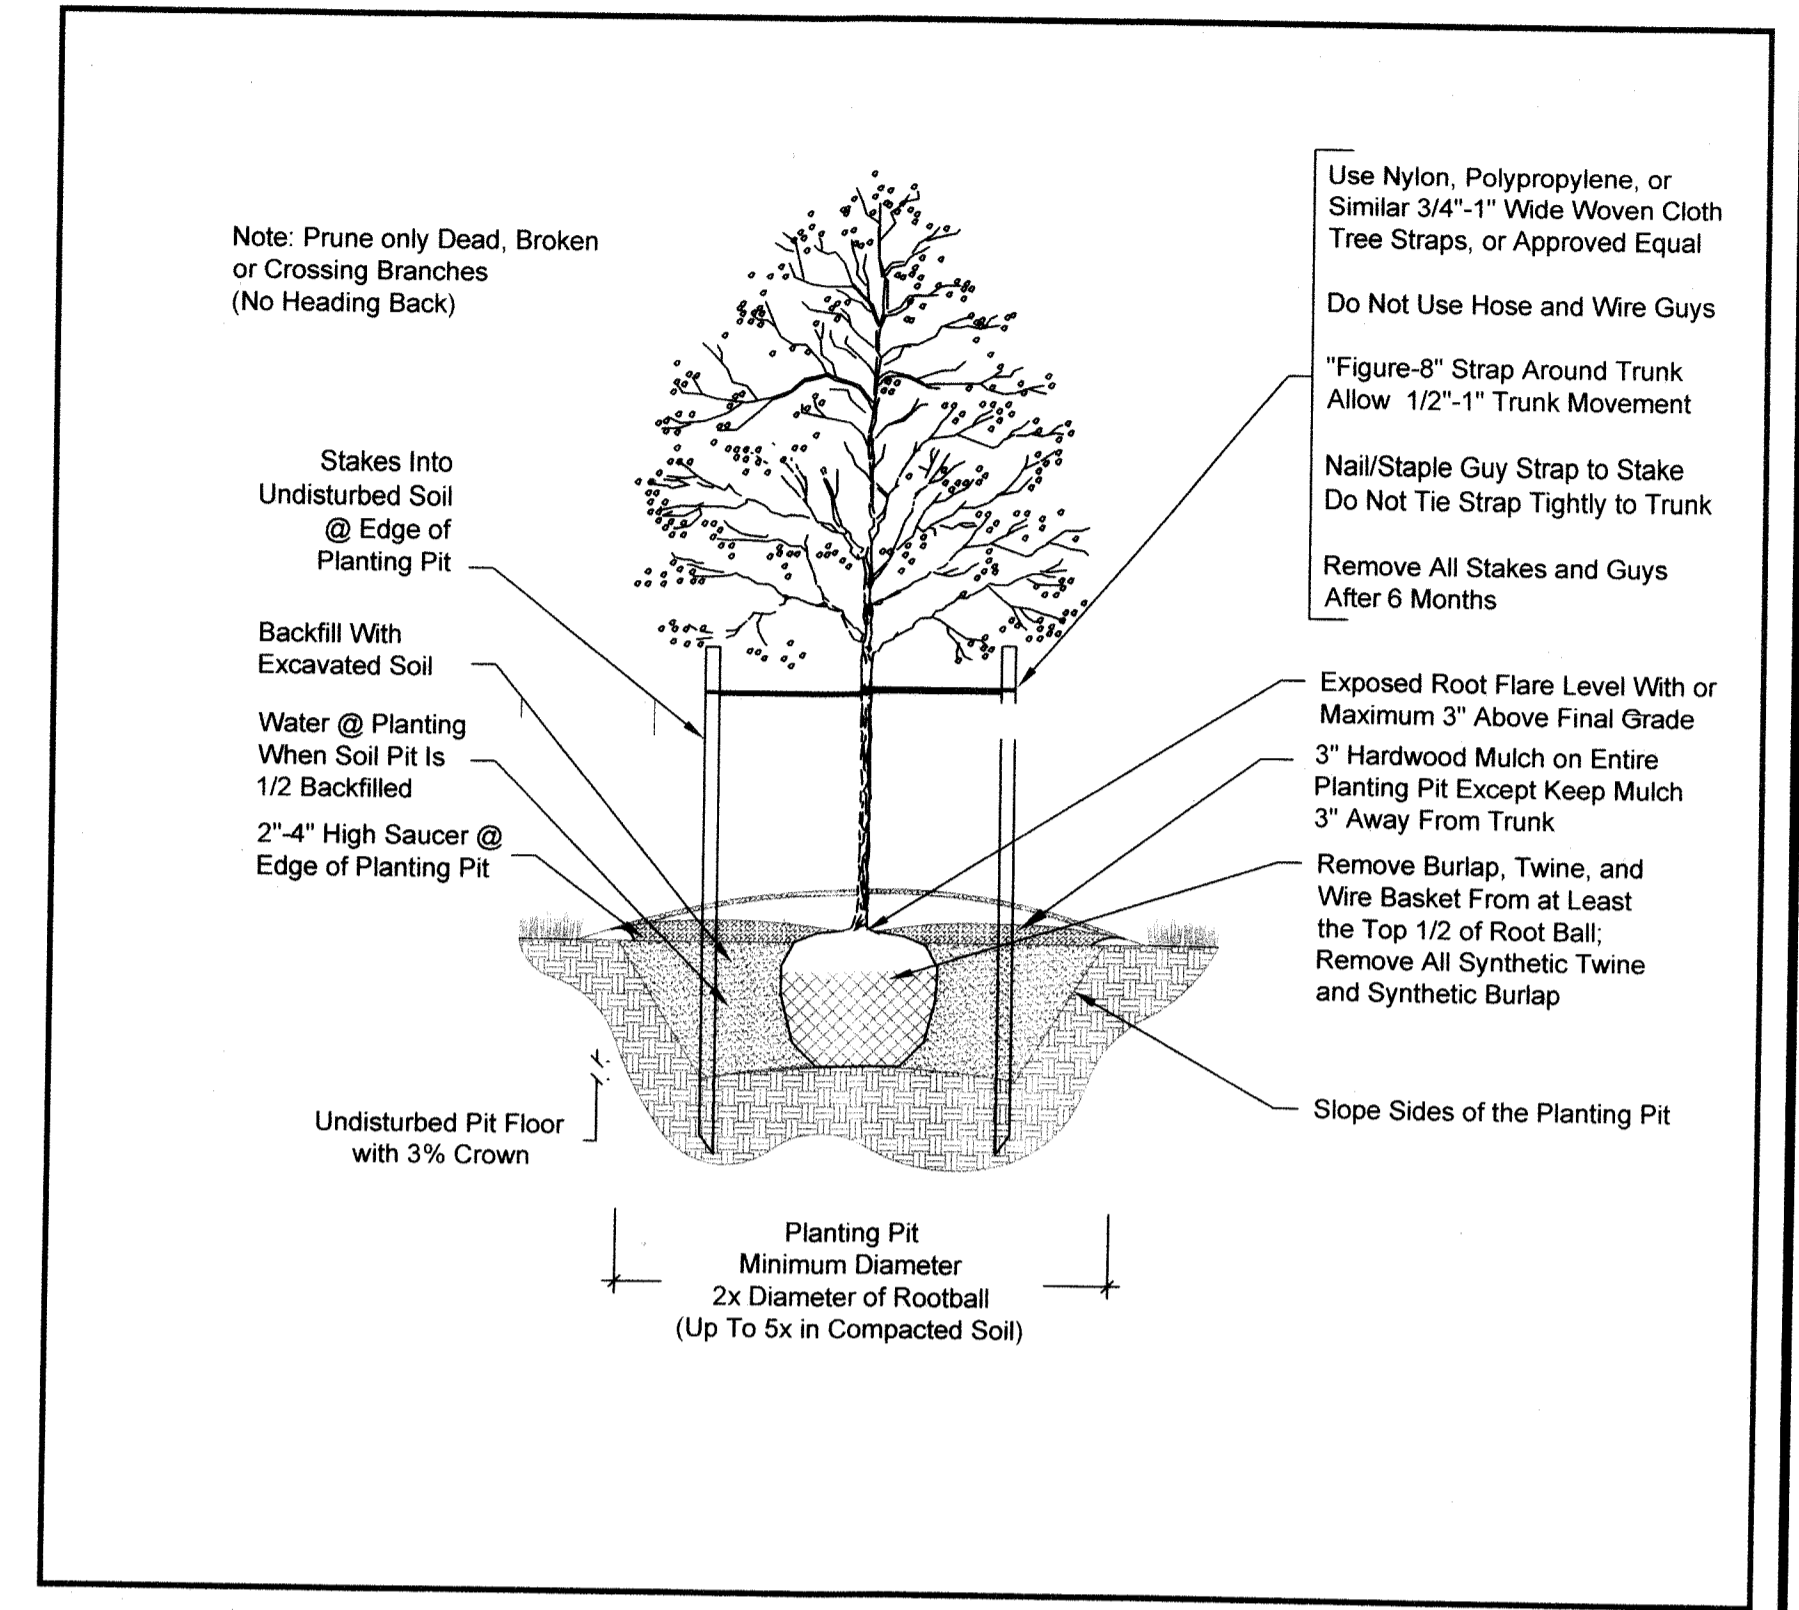 Note: Prune only Dead, Broken
or Crossing Branches
(No Heading Back)
Stakes Into
Undisturbed Soil
@ Edge of
Planting Pit
Backfill With
Excavated Soil
Water @ Planting
When Soil Pit Is
1/2 Backfilled
2"-4" High Saucer @
Edge of Planting Pit
Undisturbed Pit Floor
with 3% Crown
Use Nylon, Polypropylene, or
Similar 3/4"-1" Wide Woven Cloth
Tree Straps, or Approved Equal
Do Not Use Hose and Wire Guys
"Figure-8" Strap Around Trunk
Allow 1/2"-1" Trunk Movement
Nail/Staple Guy Strap to Stake
Do Not Tie Strap Tightly to Trunk
Remove All Stakes and Guys
After 6 Months
Exposed Root Flare Level With or
Maximum 3" Above Final Grade
3" Hardwood Mulch on Entire
Planting Pit Except Keep Mulch
3" Away From Trunk
Remove Burlap, Twine, and
Wire Basket From at Least
the Top 1/2 of Root Ball;
Remove All Synthetic Twine
and Synthetic Burlap
Slope Sides of the Planting Pit
Planting Pit
Minimum Diameter
2x Diameter of Rootball
(Up To 5x in Compacted Soil)